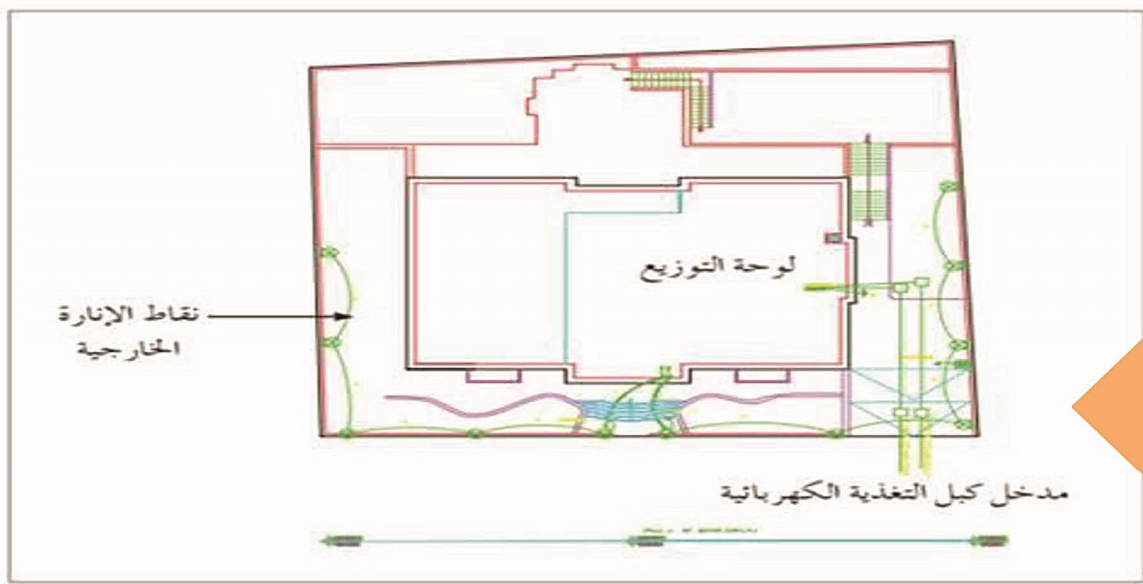 لوحة التوزيع
نقاط الإنارة
الخارجية
مدخل كبل التغذية الكهربائية